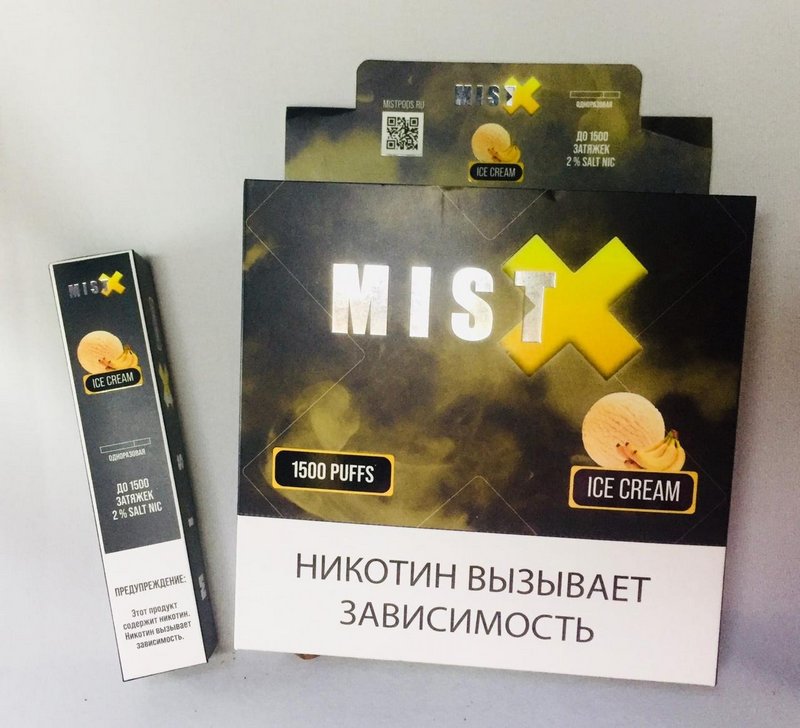 MISTPODS.RU
MIST X
ОДНОРАЗОВАЯ
ДО 1500
ЗАТЯЖЕК
2 % SALT NIC
ICE CREAM
MIST X
1500 PUFFS
ICE CREAM
НИКОТИН ВЫЗЫВАЕТ
ЗАВИСИМОСТЬ
MIST X
ICE CREAM
ОДНОРАЗОВАЯ
ДО 1500
ЗАТЯЖЕК
2 % SALT NIC
ПРЕДУПРЕЖДЕНИЕ:
Этот продукт
содержит никотин.
Никотин вызывает
зависимость.